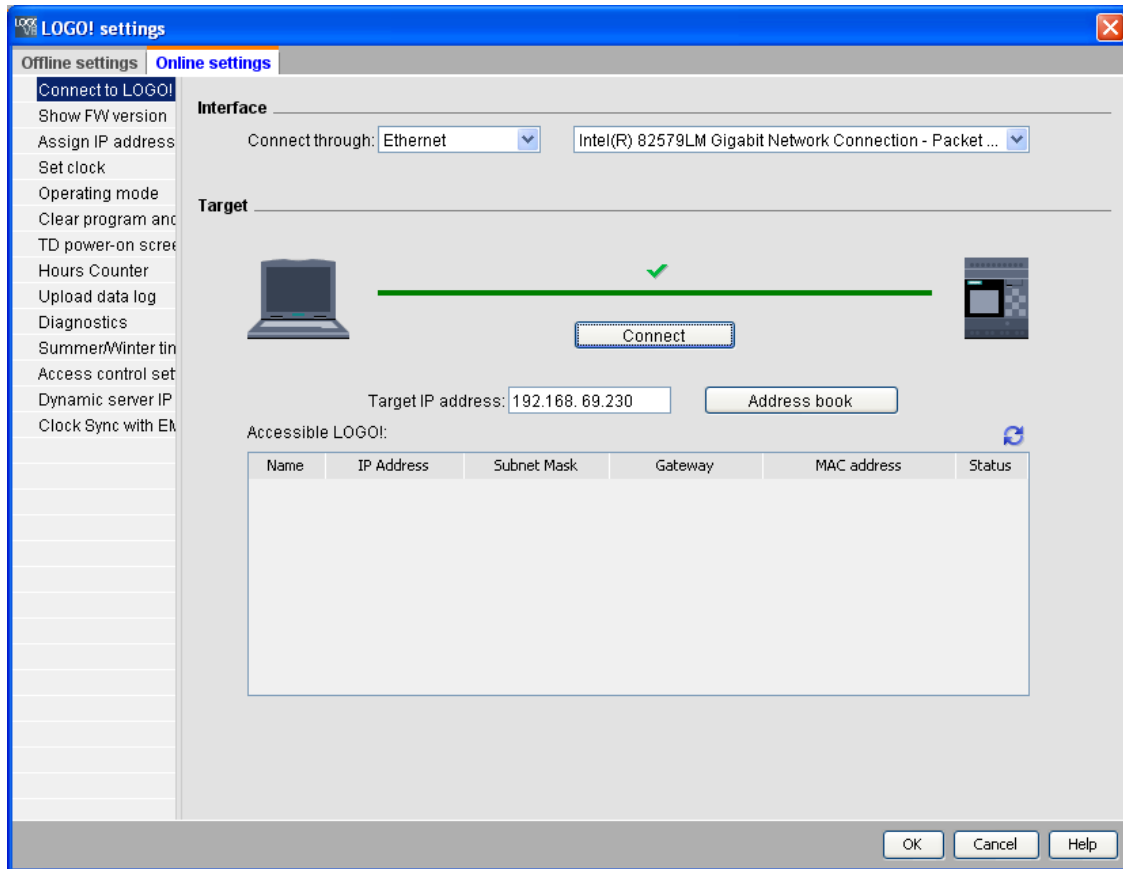 LOGO! settings
Offline settings Online settings
Connect to LOGO!
Show FW version
Assign IP address
Set clock
Operating mode
Clear program and
TD power-on scree
Hours Counter
Upload data log
Diagnostics
Summer/Winter tin
Access control set
Dynamic server IP
Clock Sync with EM
Interface
Connect through: Ethernet Intel(R) 82579LM Gigabit Network Connection - Packet ...
Target
Connect
Target IP address: 192.168. 69.230 Address book
Accessible LOGO!:
Name IP Address Subnet Mask Gateway MAC address Status
OK Cancel Help